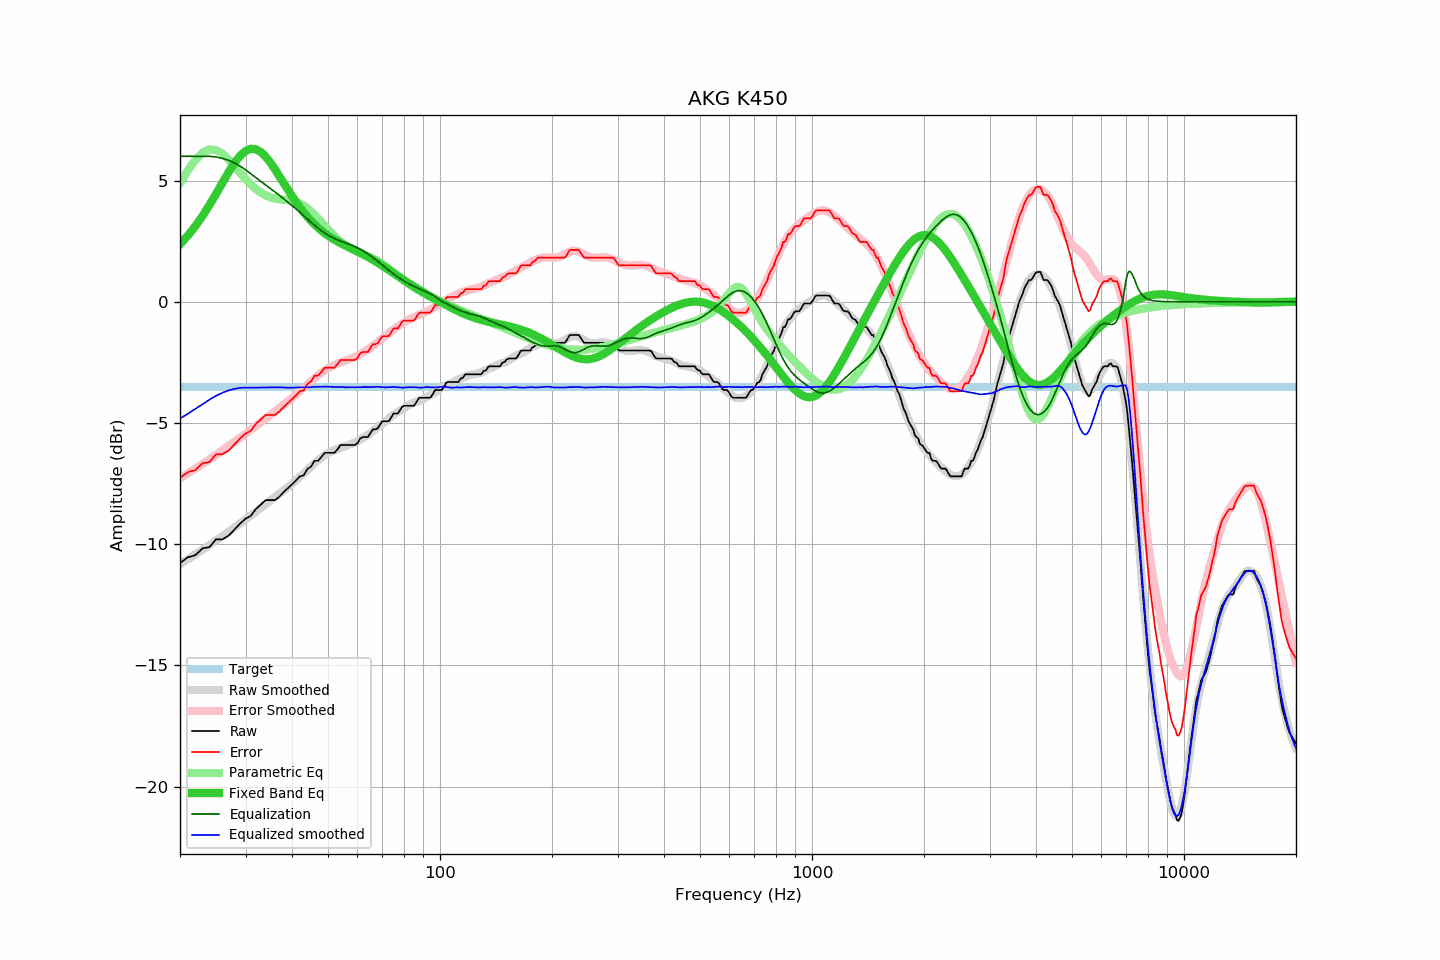 AKG K450
Amplitude (dBr)
5
0
−5
−10
−15
−20
Target
Raw Smoothed
Error Smoothed
Raw
Error
Parametric Eq
Fixed Band Eq
Equalization
Equalized smoothed
100
1000
10000
Frequency (Hz)